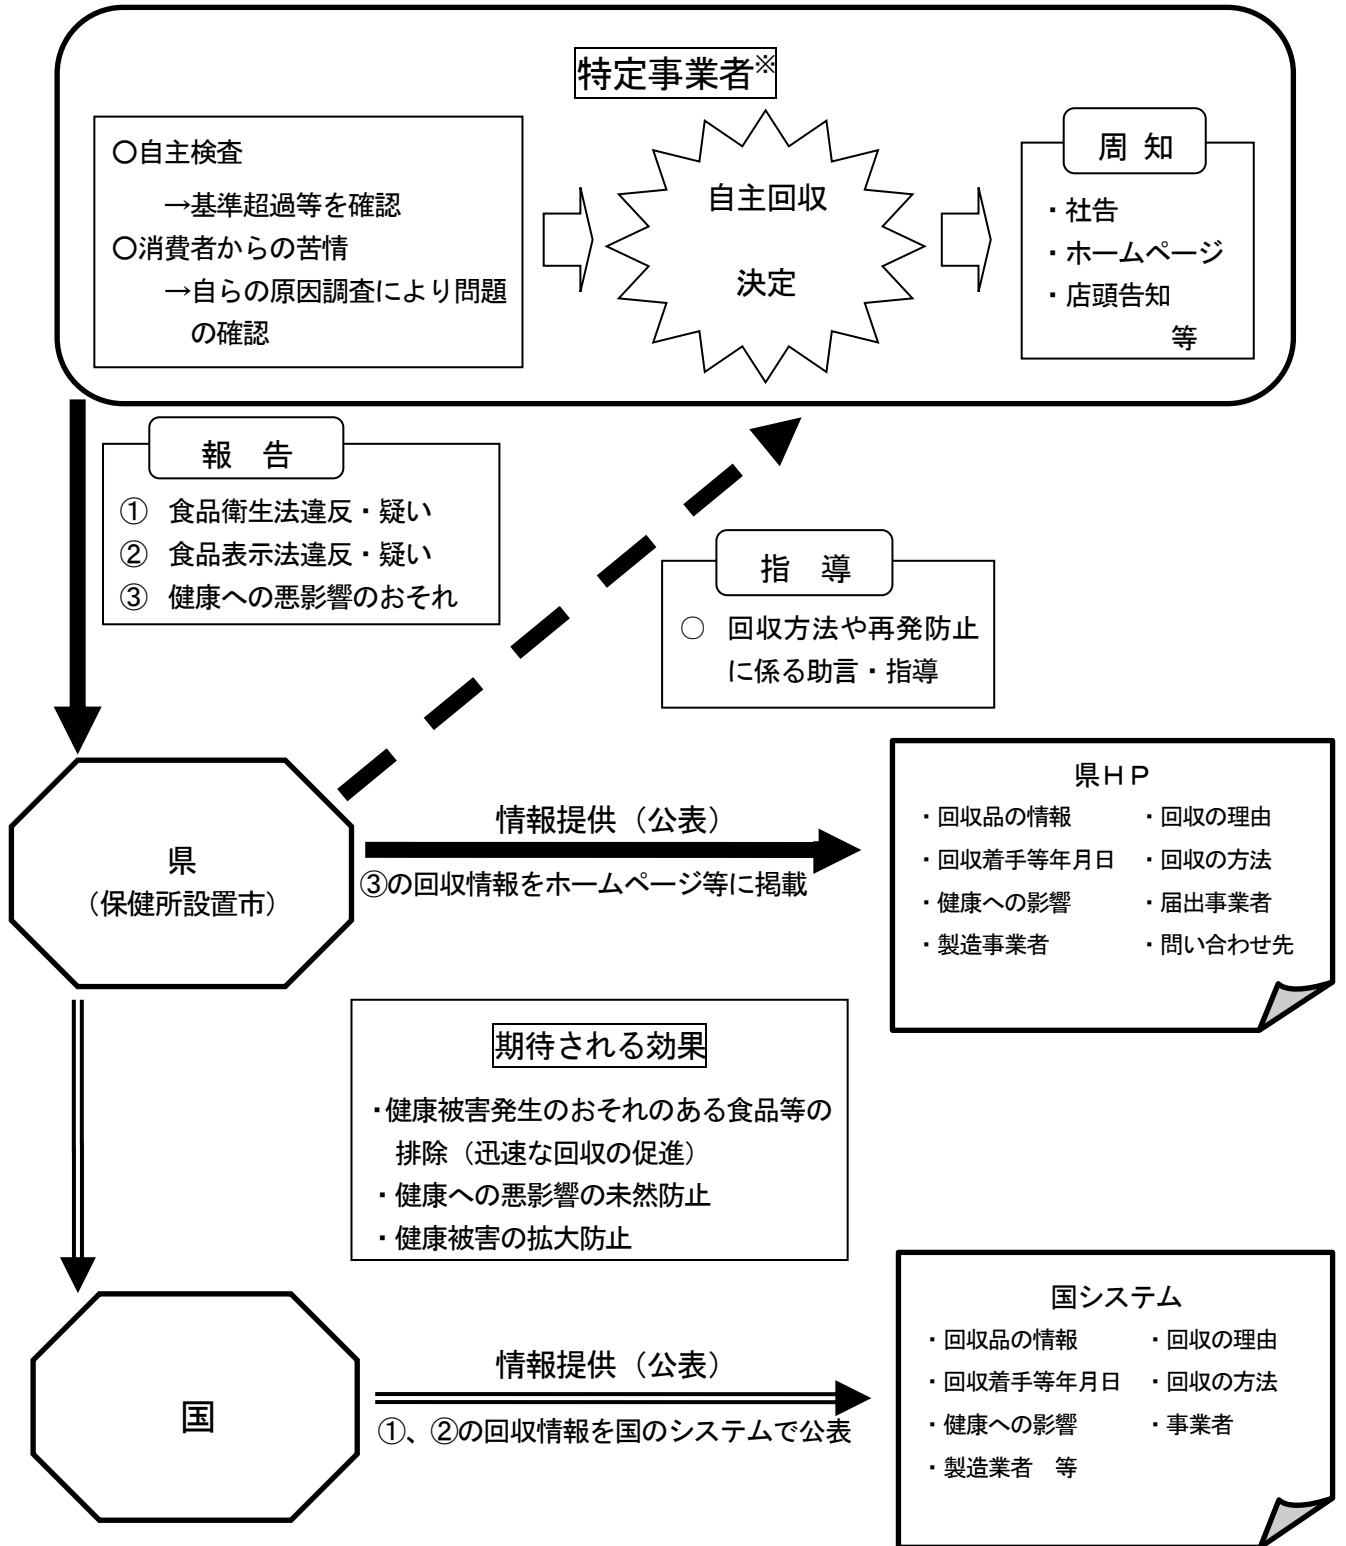 特定事業者※
〇自主検査
→基準超過等を確認
〇消費者からの苦情
→自らの原因調査により問題
の確認
自主回収
決定
周 知
・社告
・ホームページ
・店頭告知
等
報 告
① 食品衛生法違反・疑い
② 食品表示法違反・疑い
③ 健康への悪影響のおそれ
指 導
○ 回収方法や再発防止
に係る助言・指導
県
（保健所設置市）
情報提供（公表）
③の回収情報をホームページ等に掲載
県ＨＰ
・回収品の情報 ・回収の理由
・回収着手等年月日 ・回収の方法
・健康への影響 ・届出事業者
・製造事業者 ・問い合わせ先
期待される効果
・健康被害発生のおそれのある食品等の
排除（迅速な回収の促進）
・健康への悪影響の未然防止
・健康被害の拡大防止
国
情報提供（公表）
①、②の回収情報を国のシステムで公表
国システム
・回収品の情報 ・回収の理由
・回収着手等年月日 ・回収の方法
・健康への影響 ・事業者
・製造業者 等